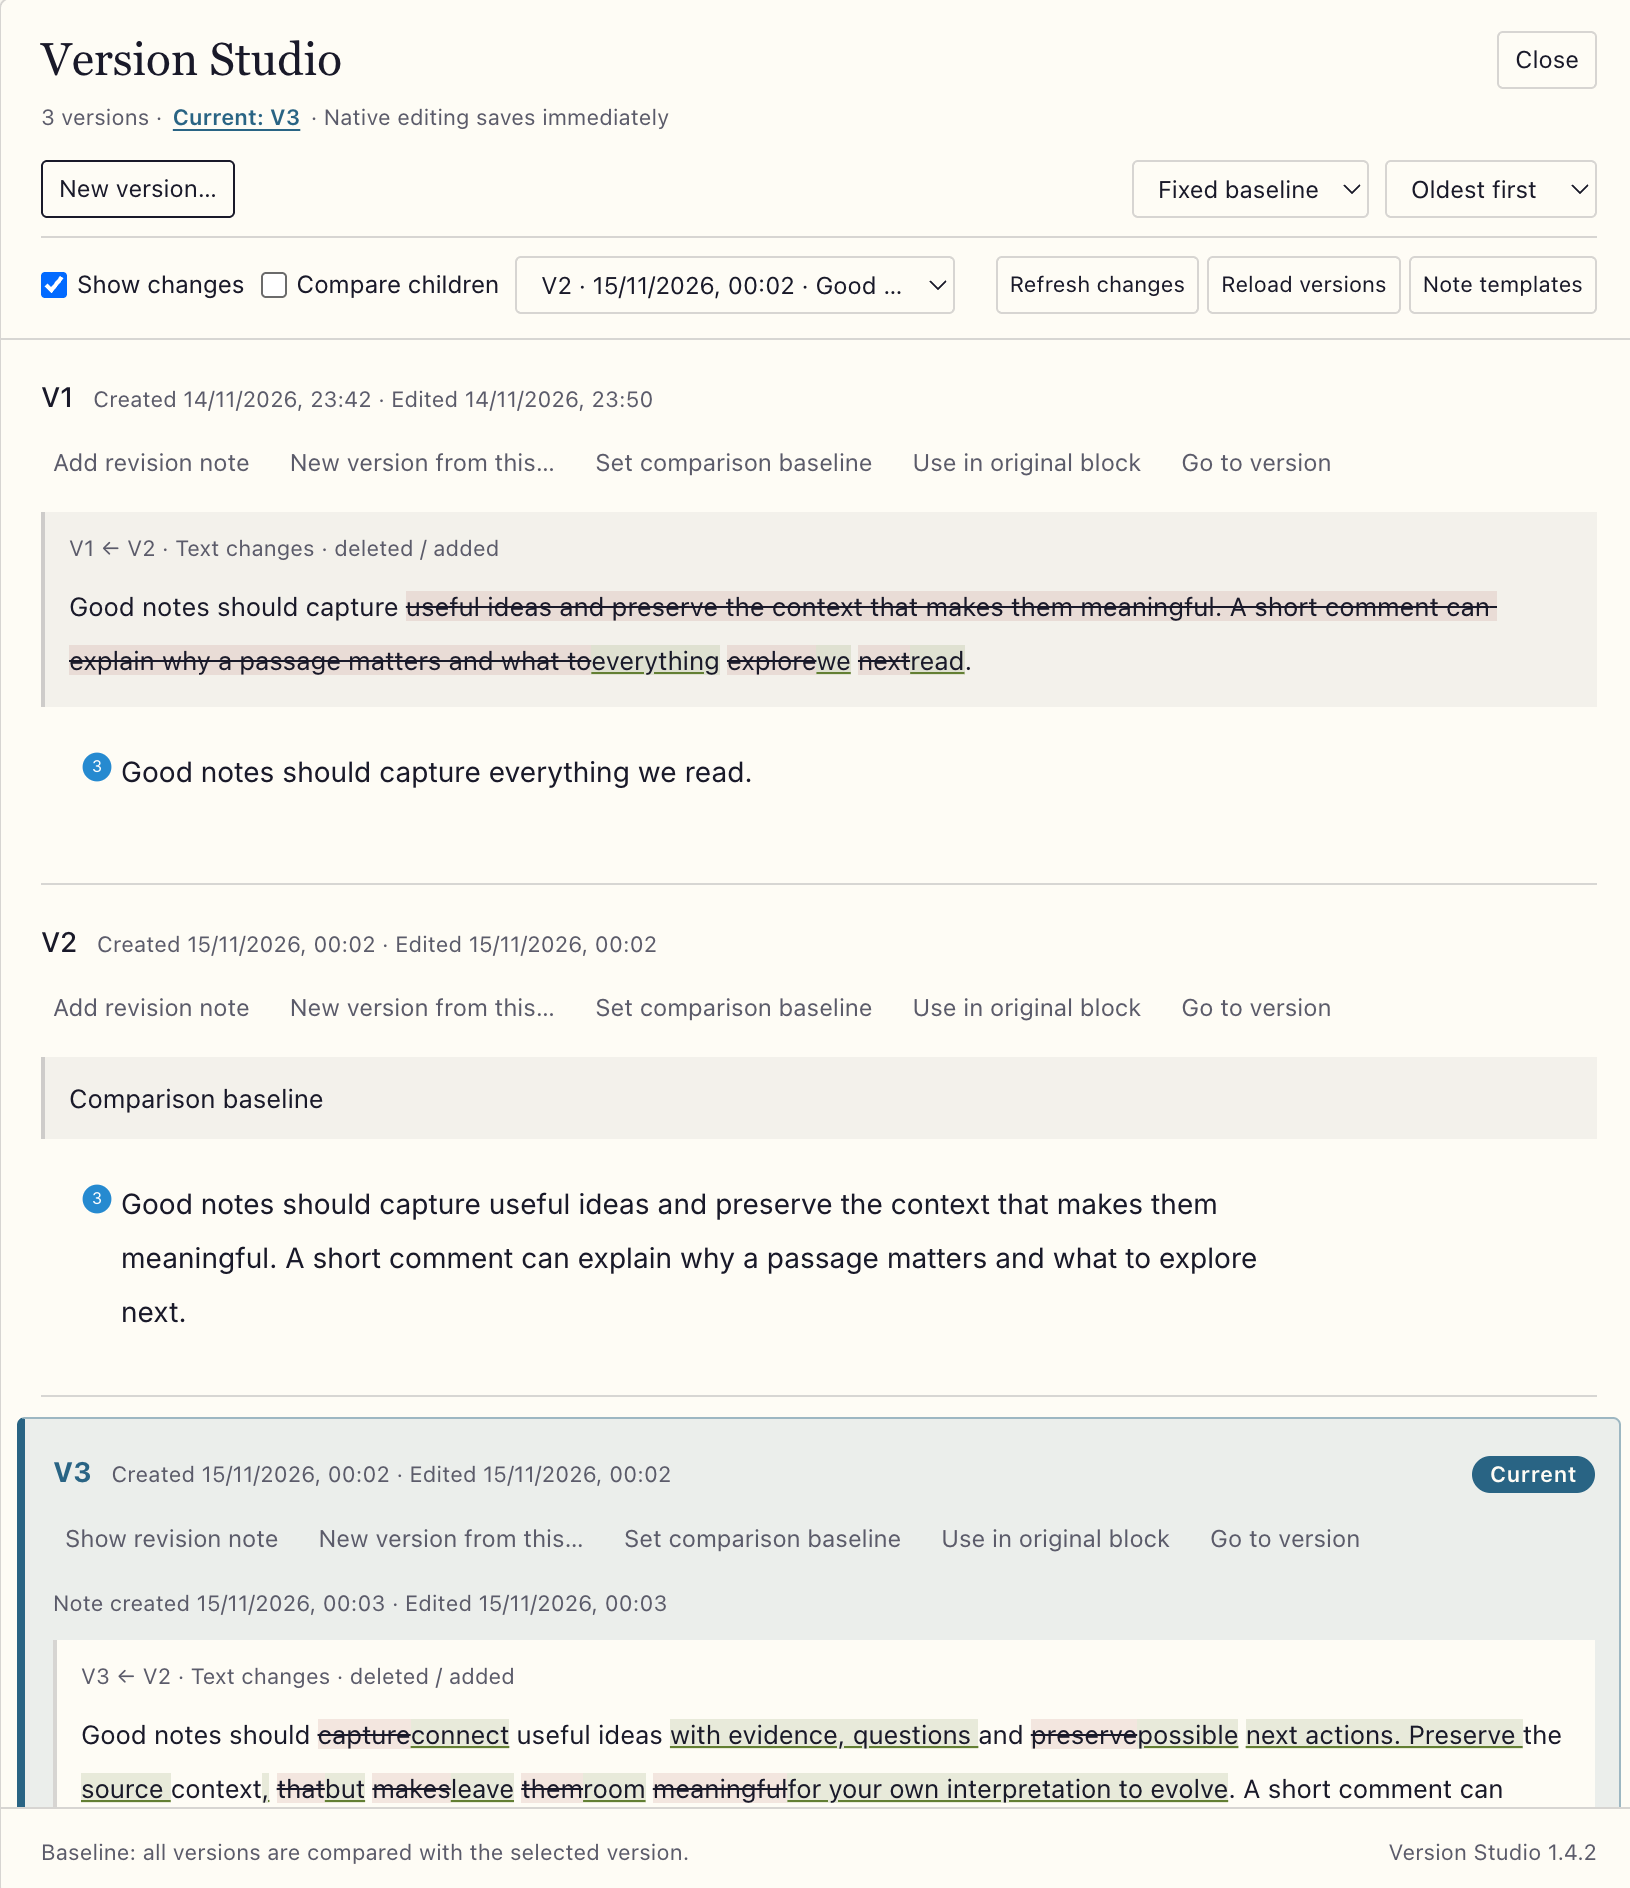 Version Studio
Close
3 versions · Current: V3 · Native editing saves immediately
New version...
Fixed baseline
Oldest first
Show changes
Compare children
V2 · 15/11/2026, 00:02 · Good ...
Refresh changes
Reload versions
Note templates
V1 Created 14/11/2026, 23:42 · Edited 14/11/2026, 23:50
Add revision note New version from this... Set comparison baseline Use in original block Go to version
V1 ← V2 · Text changes · deleted / added
Good notes should capture useful ideas and preserve the context that makes them meaningful. A short comment can
explain why a passage matters and what toeverything explorewe nextread.
3 Good notes should capture everything we read.
V2 Created 15/11/2026, 00:02 · Edited 15/11/2026, 00:02
Add revision note New version from this... Set comparison baseline Use in original block Go to version
Comparison baseline
3 Good notes should capture useful ideas and preserve the context that makes them
meaningful. A short comment can explain why a passage matters and what to explore
next.
V3 Created 15/11/2026, 00:02 · Edited 15/11/2026, 00:02
Current
Show revision note New version from this... Set comparison baseline Use in original block Go to version
Note created 15/11/2026, 00:03 · Edited 15/11/2026, 00:03
V3 ← V2 · Text changes · deleted / added
Good notes should captureconnect useful ideas with evidence, questions and preservepossible next actions. Preserve the
source context, thatbut makesleave themroom meaningfulfor your own interpretation to evolve. A short comment can
Baseline: all versions are compared with the selected version.
Version Studio 1.4.2